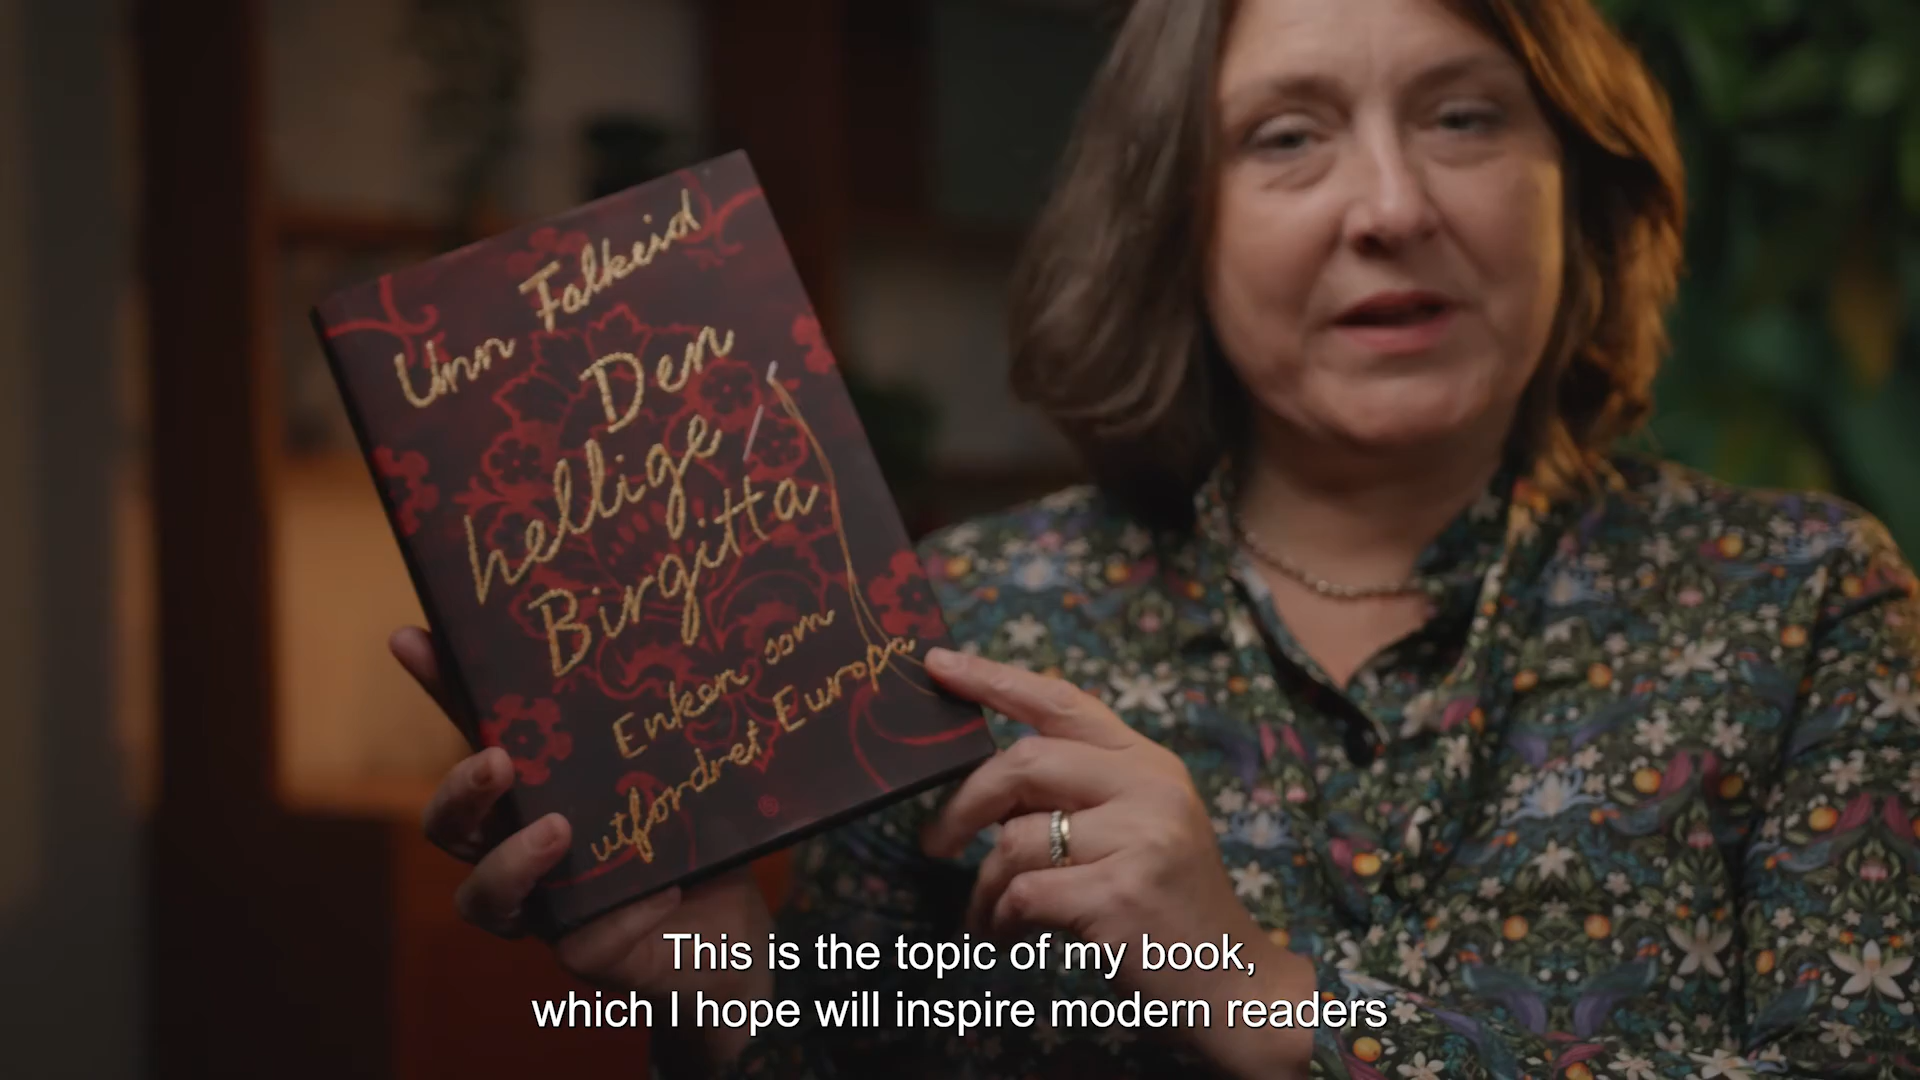 Unn Falkeid
Den
hellige
Birgitta
Enken som
utfordret Europa
This is the topic of my book,
which I hope will inspire modern readers